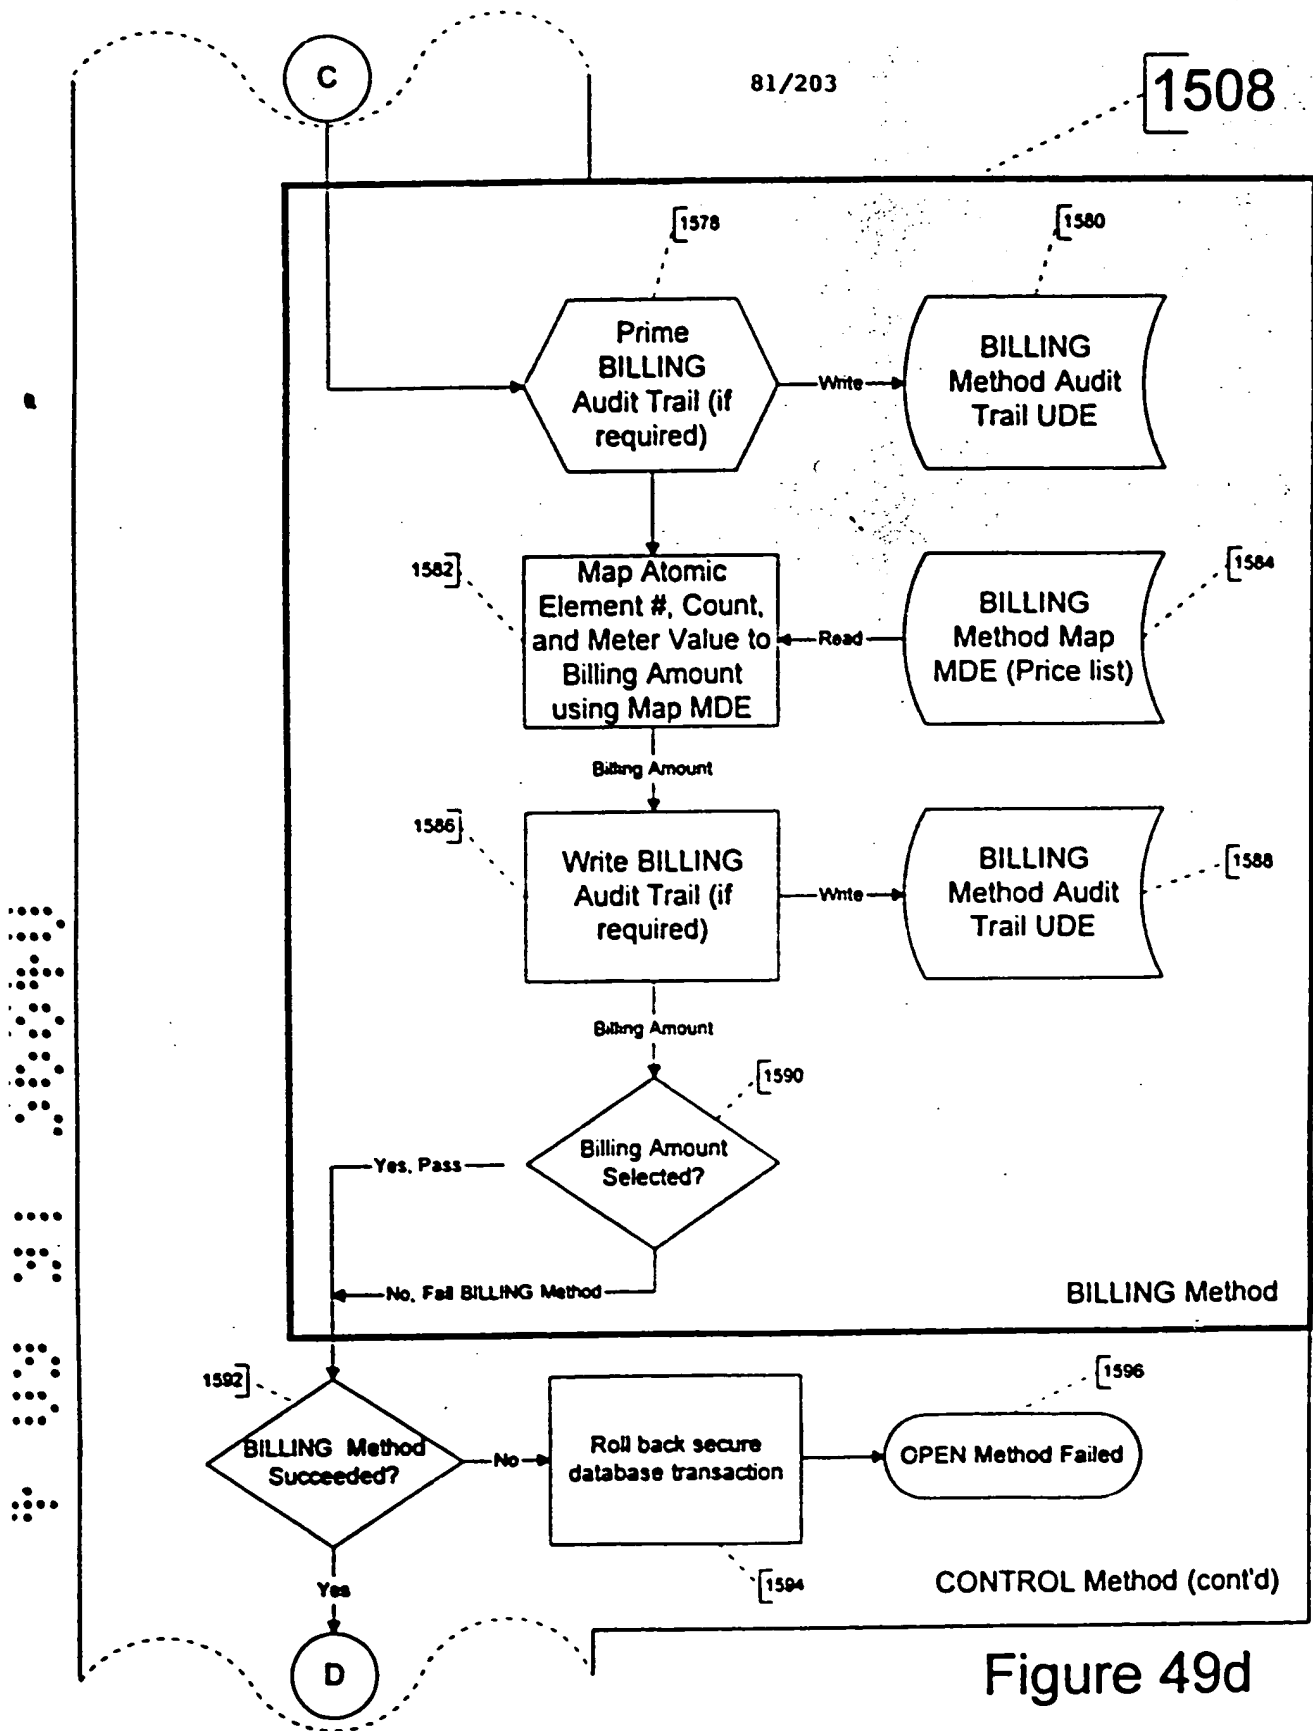 C
81/203
1508
1578
1580
Prime
BILLING
Audit Trail (if
required)
Write
BILLING
Method Audit
Trail UDE
1582
1584
Map Atomic
Element #, Count,
and Meter Value to
Billing Amount
using Map MDE
Read
BILLING
Method Map
MDE (Price list)
Billing Amount
1586
1588
Write BILLING
Audit Trail (if
required)
Write
BILLING
Method Audit
Trail UDE
Billing Amount
1590
Billing Amount
Selected?
Yes, Pass
No, Fail BILLING Method
BILLING Method
1592
1596
BILLING Method
Succeeded?
No
Roll back secure
database transaction
OPEN Method Failed
1594
Yes
CONTROL Method (cont'd)
D
Figure 49d